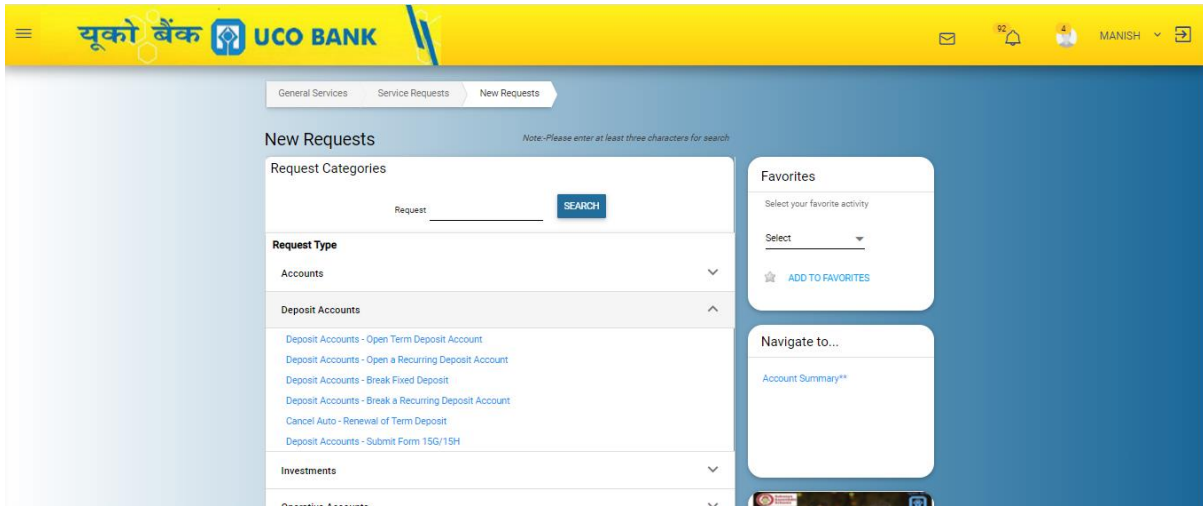 यूको बैंक UCO BANK
92
4
MANISH
General Services Service Requests New Requests
New Requests
Note:-Please enter at least three characters for search
Request Categories
Request
SEARCH
Request Type
Accounts
Deposit Accounts
Deposit Accounts - Open Term Deposit Account
Deposit Accounts - Open a Recurring Deposit Account
Deposit Accounts - Break Fixed Deposit
Deposit Accounts - Break a Recurring Deposit Account
Cancel Auto - Renewal of Term Deposit
Deposit Accounts - Submit Form 15G/15H
Investments
Operative Accounts
Favorites
Select your favorite activity
Select
ADD TO FAVORITES
Navigate to...
Account Summary**